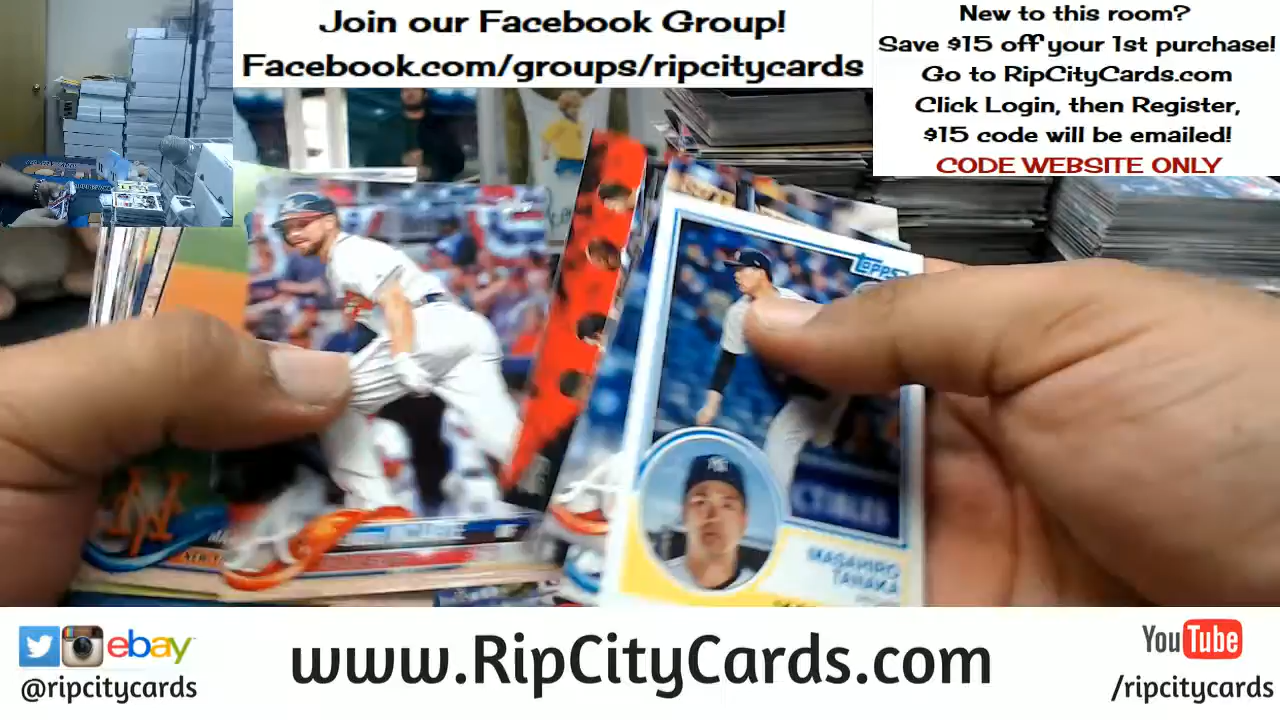 Join our Facebook Group!
Facebook.com/groups/ripcitycards
New to this room?
Save $15 off your 1st purchase!
Go to RipCityCards.com
Click Login, then Register,
$15 code will be emailed!
CODE WEBSITE ONLY
TOPPS
NY
MASAHIRO
TANAKA
ebay
@ripcitycards
www.RipCityCards.com
YouTube
/ripcitycards